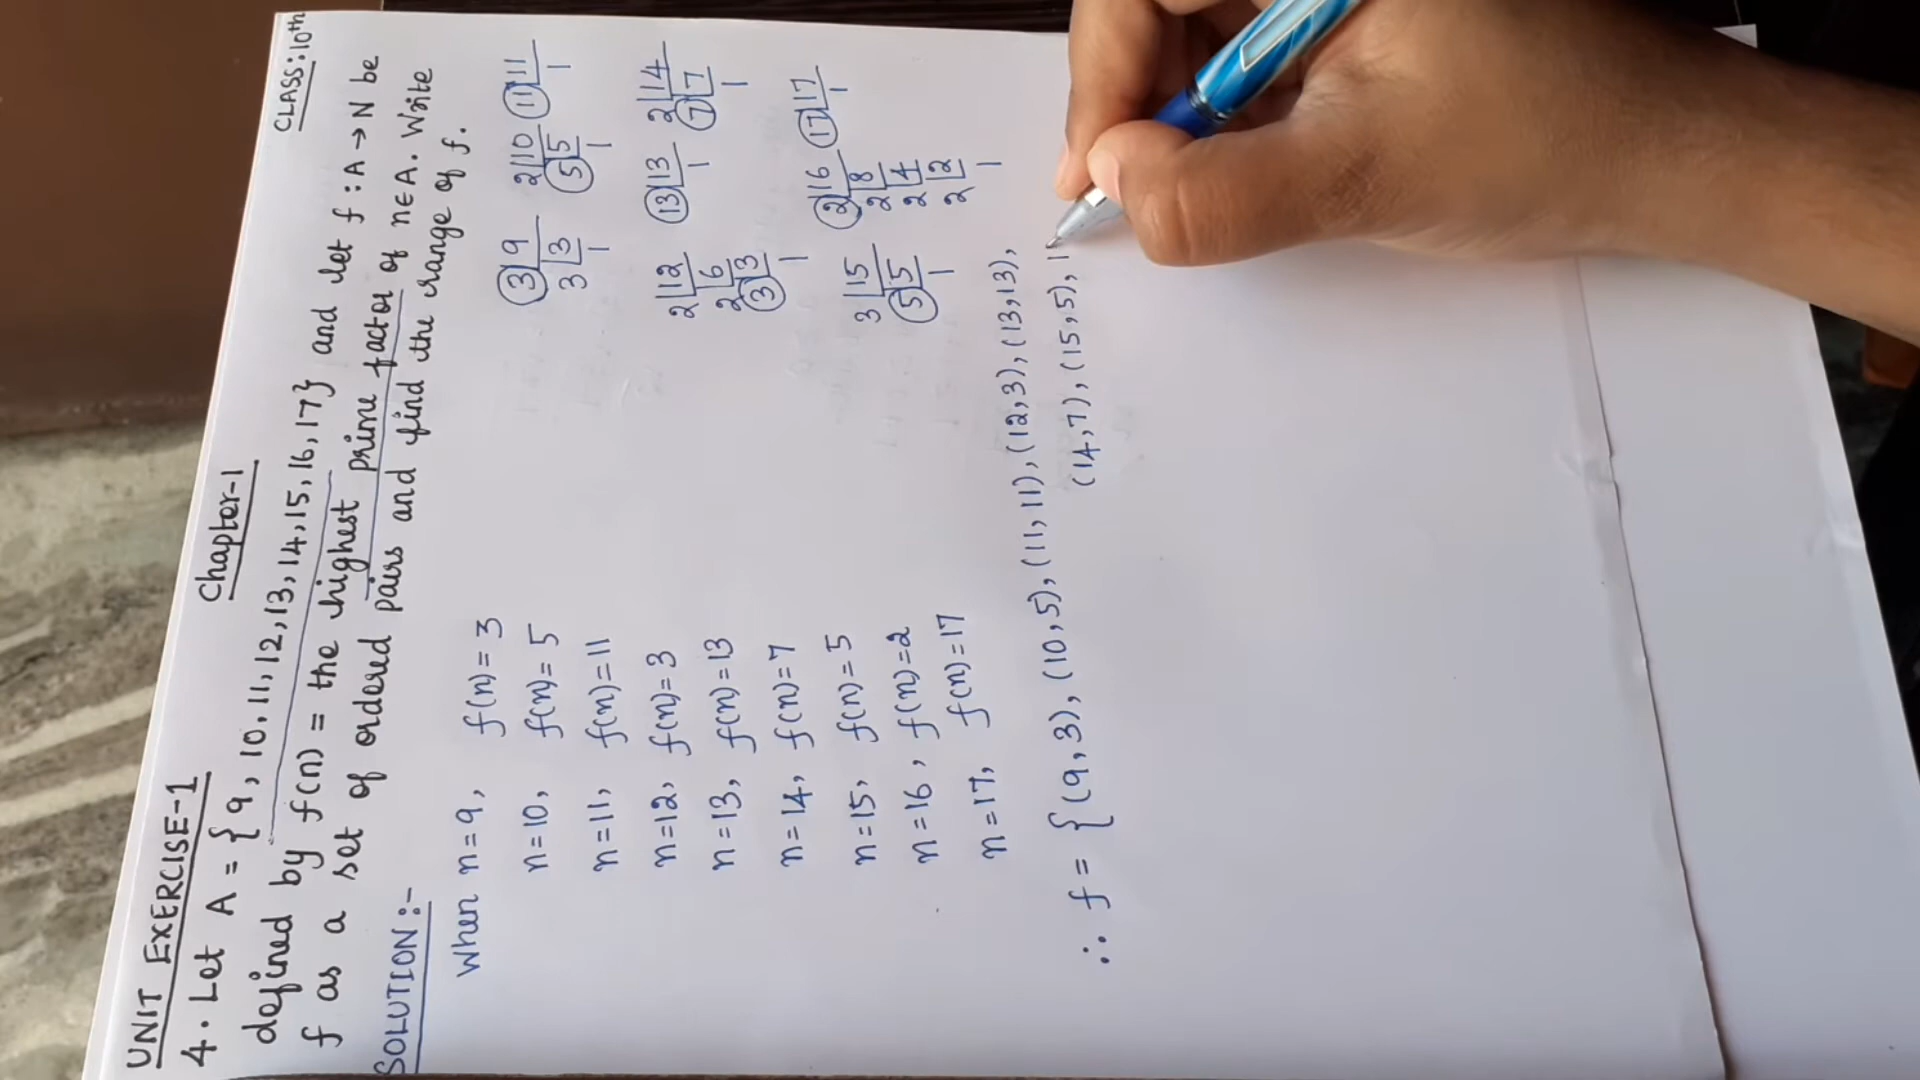 CLASS:10th
UNIT EXERCISE-1
Chapter-1
4. Let A = { 9, 10, 11, 12, 13, 14, 15, 16, 17} and let f : A → N be
defined by f(n) = the highest prime factor of n∈A. Write
f as a set of ordered pairs and find the range of f.
SOLUTION:-
When n=9, f(n)= 3
n=10, f(n)= 5
n=11, f(n)=11
n=12, f(n)= 3
n=13, f(n)=13
n=14, f(n)= 7
n=15, f(n)= 5
n=16, f(n)=2
n=17, f(n)=17
3 9
3 3
1
2 10
5 5
1
11 11
1
2 12
2 6
3 3
1
13 13
1
2 14
7 7
1
3 15
5 5
1
2 16
2 8
2 4
2 2
1
17 17
1
∴ f = { (9,3), (10,5), (11,11), (12,3), (13,13),
(14,7), (15,5), 1